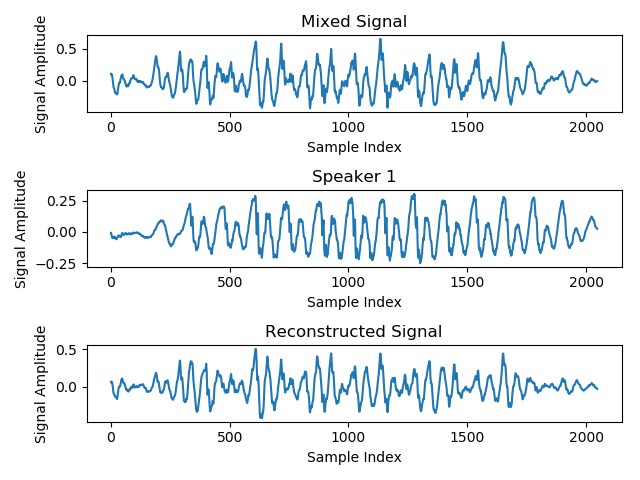 Mixed Signal
Signal Amplitude
0.5
0.0
0 500 1000 1500 2000
Sample Index
Speaker 1
Signal Amplitude
0.25
0.00
−0.25
0 500 1000 1500 2000
Sample Index
Reconstructed Signal
Signal Amplitude
0.5
0.0
0 500 1000 1500 2000
Sample Index